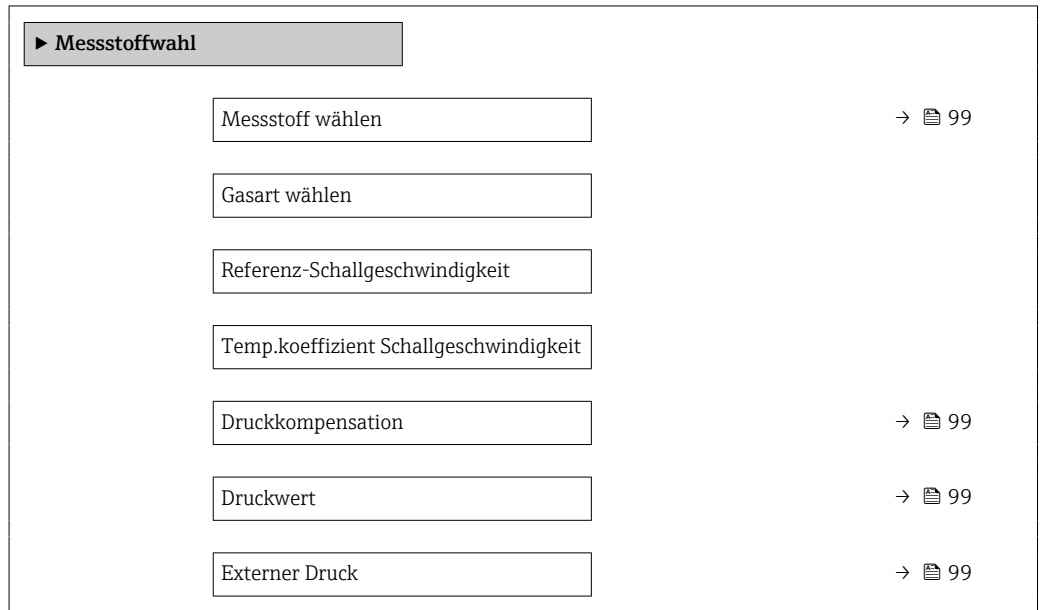 ▶ Messstoffwahl
Messstoff wählen → 99
Gasart wählen
Referenz-Schallgeschwindigkeit
Temp.koeffizient Schallgeschwindigkeit
Druckkompensation → 99
Druckwert → 99
Externer Druck → 99